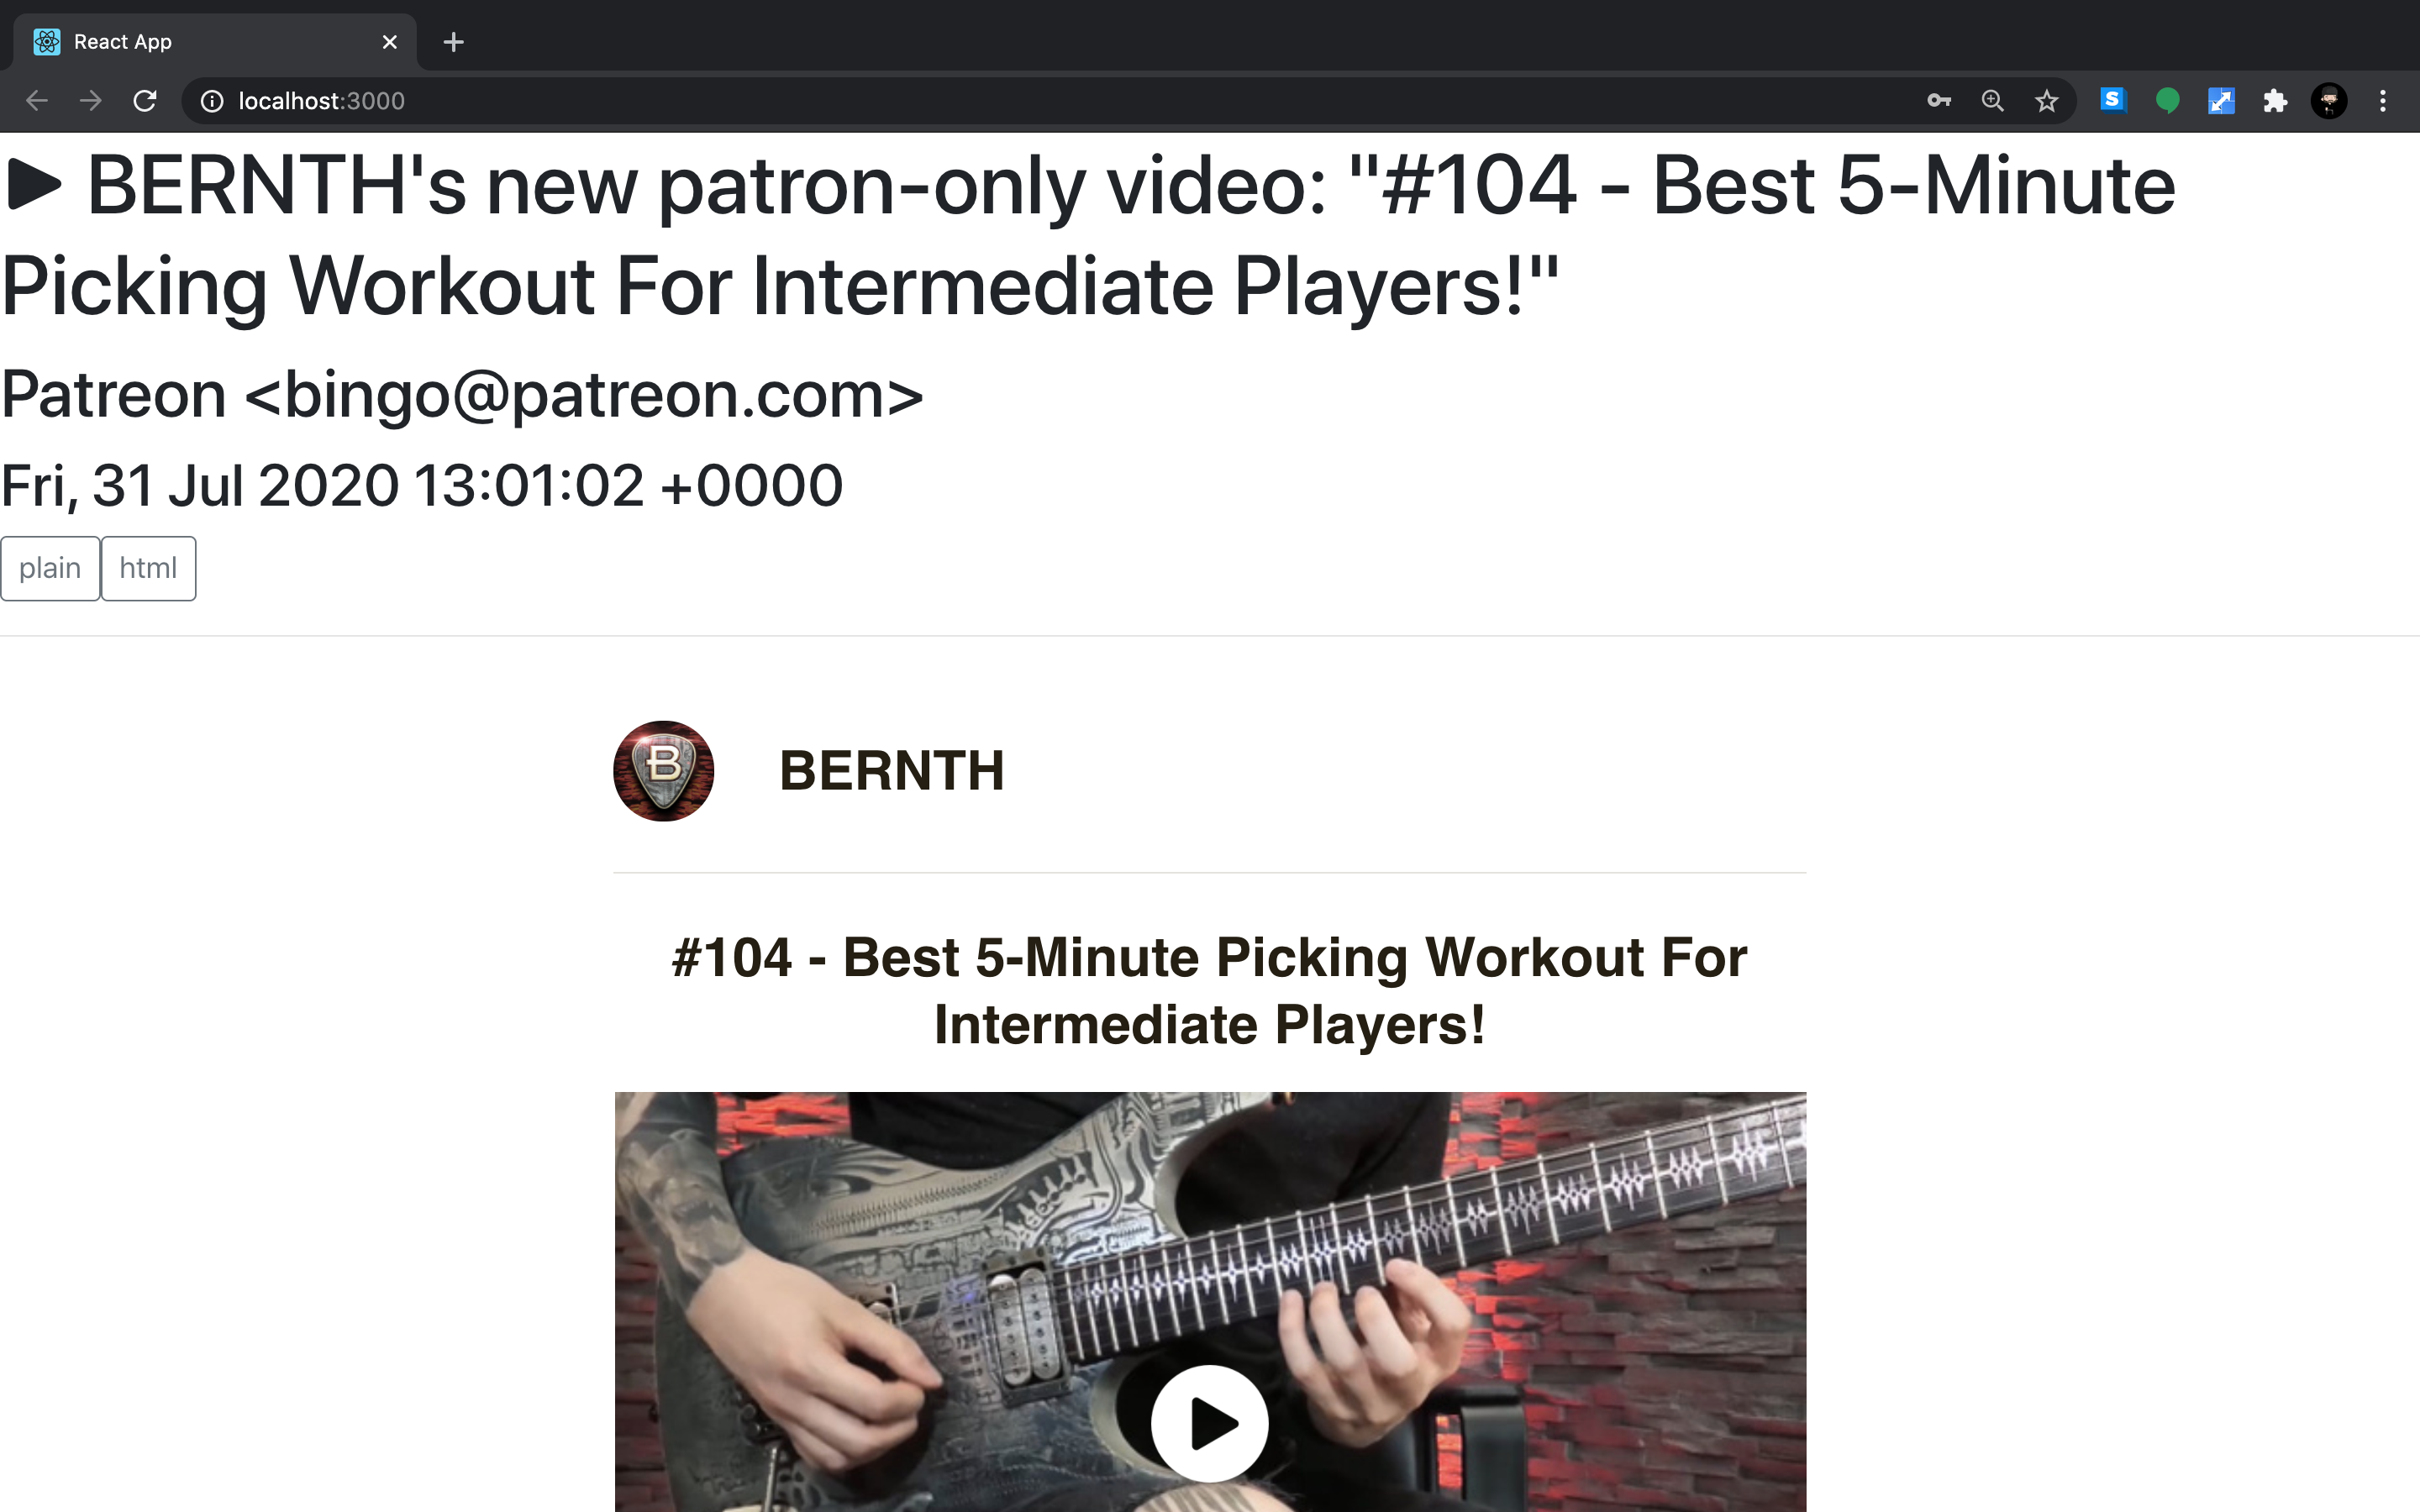 React App
localhost:3000
S
▶ BERNTH's new patron-only video: "#104 - Best 5-Minute
Picking Workout For Intermediate Players!"
Patreon <bingo@patreon.com>
Fri, 31 Jul 2020 13:01:02 +0000
plain html
B
BERNTH
#104 - Best 5-Minute Picking Workout For
Intermediate Players!